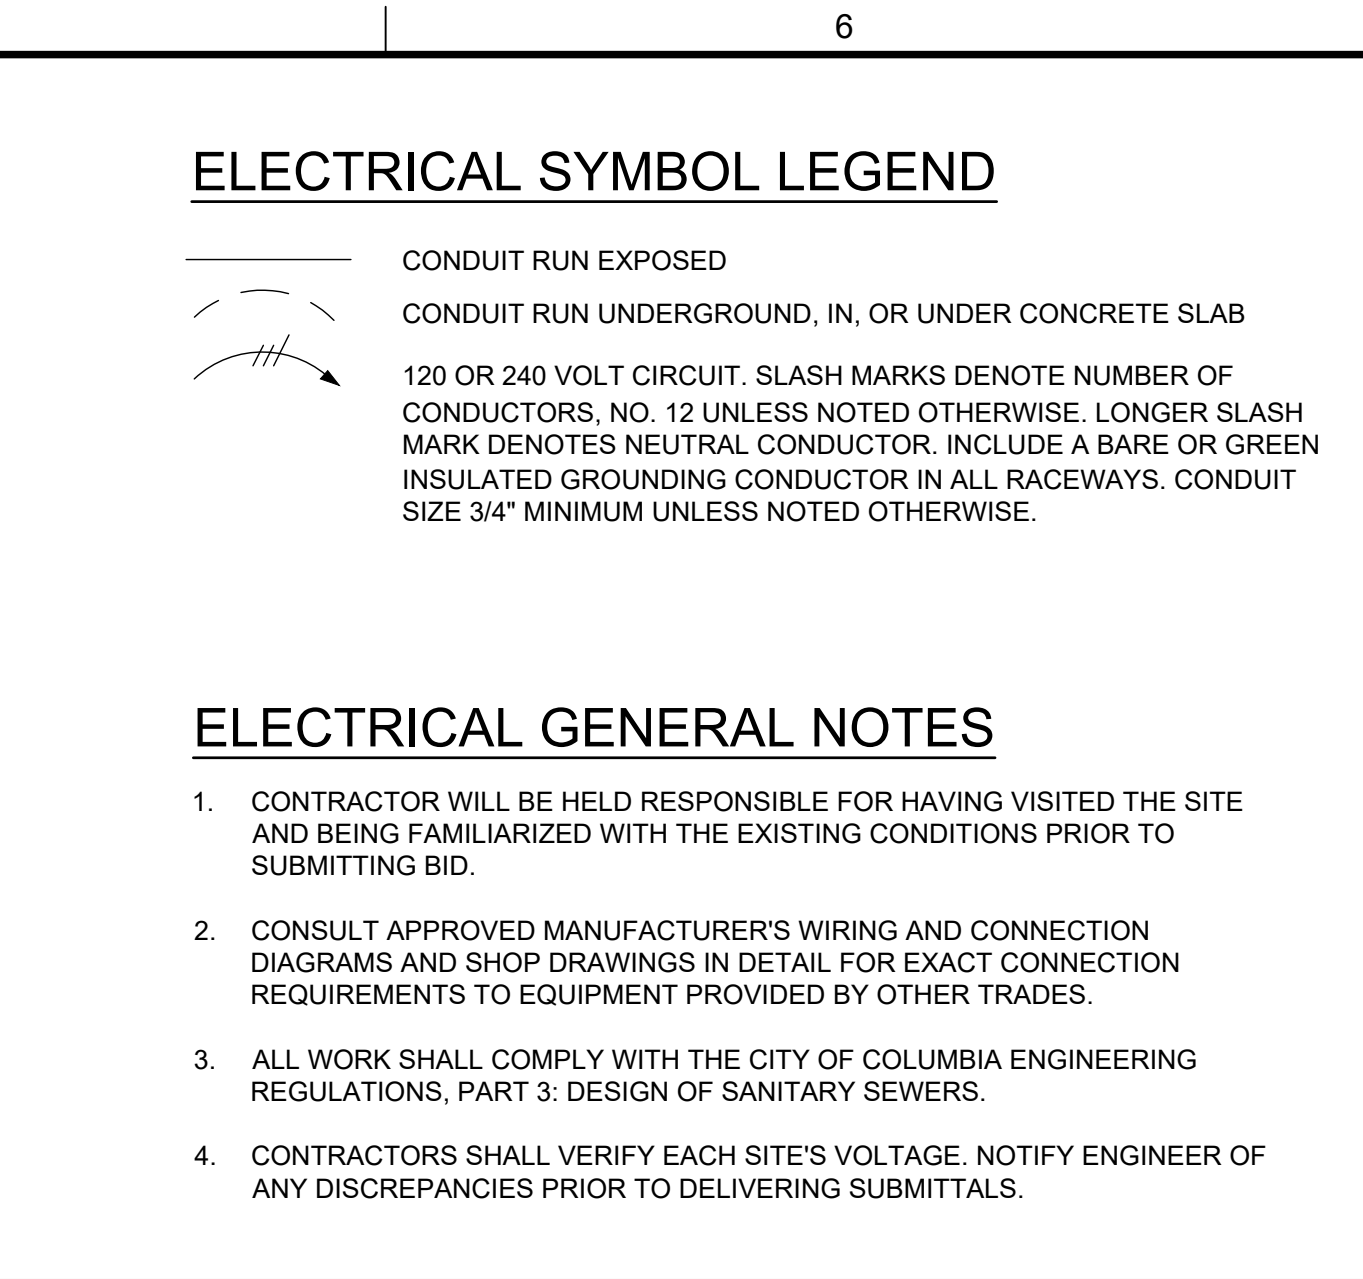 6
ELECTRICAL SYMBOL LEGEND
CONDUIT RUN EXPOSED
CONDUIT RUN UNDERGROUND, IN, OR UNDER CONCRETE SLAB
120 OR 240 VOLT CIRCUIT. SLASH MARKS DENOTE NUMBER OF
CONDUCTORS, NO. 12 UNLESS NOTED OTHERWISE. LONGER SLASH
MARK DENOTES NEUTRAL CONDUCTOR. INCLUDE A BARE OR GREEN
INSULATED GROUNDING CONDUCTOR IN ALL RACEWAYS. CONDUIT
SIZE 3/4" MINIMUM UNLESS NOTED OTHERWISE.
ELECTRICAL GENERAL NOTES
1. CONTRACTOR WILL BE HELD RESPONSIBLE FOR HAVING VISITED THE SITE
AND BEING FAMILIARIZED WITH THE EXISTING CONDITIONS PRIOR TO
SUBMITTING BID.
2. CONSULT APPROVED MANUFACTURER'S WIRING AND CONNECTION
DIAGRAMS AND SHOP DRAWINGS IN DETAIL FOR EXACT CONNECTION
REQUIREMENTS TO EQUIPMENT PROVIDED BY OTHER TRADES.
3. ALL WORK SHALL COMPLY WITH THE CITY OF COLUMBIA ENGINEERING
REGULATIONS, PART 3: DESIGN OF SANITARY SEWERS.
4. CONTRACTORS SHALL VERIFY EACH SITE'S VOLTAGE. NOTIFY ENGINEER OF
ANY DISCREPANCIES PRIOR TO DELIVERING SUBMITTALS.